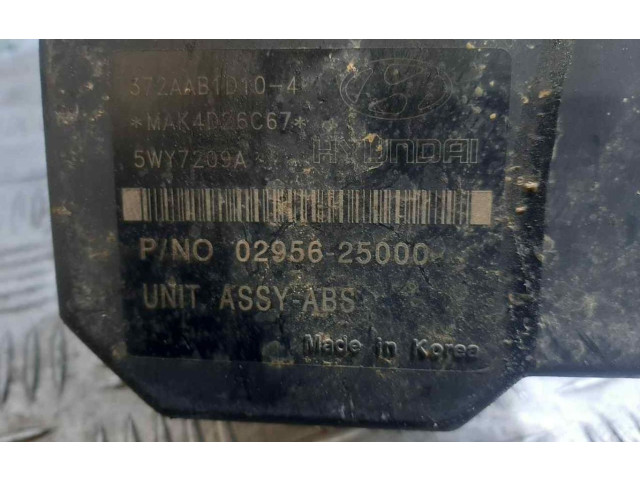 372AAB1D10-4
*MAK4D26C67*
5WY7209A
HYUNDAI
P/NO 02956-25000
UNIT ASSY-ABS
Made in Korea